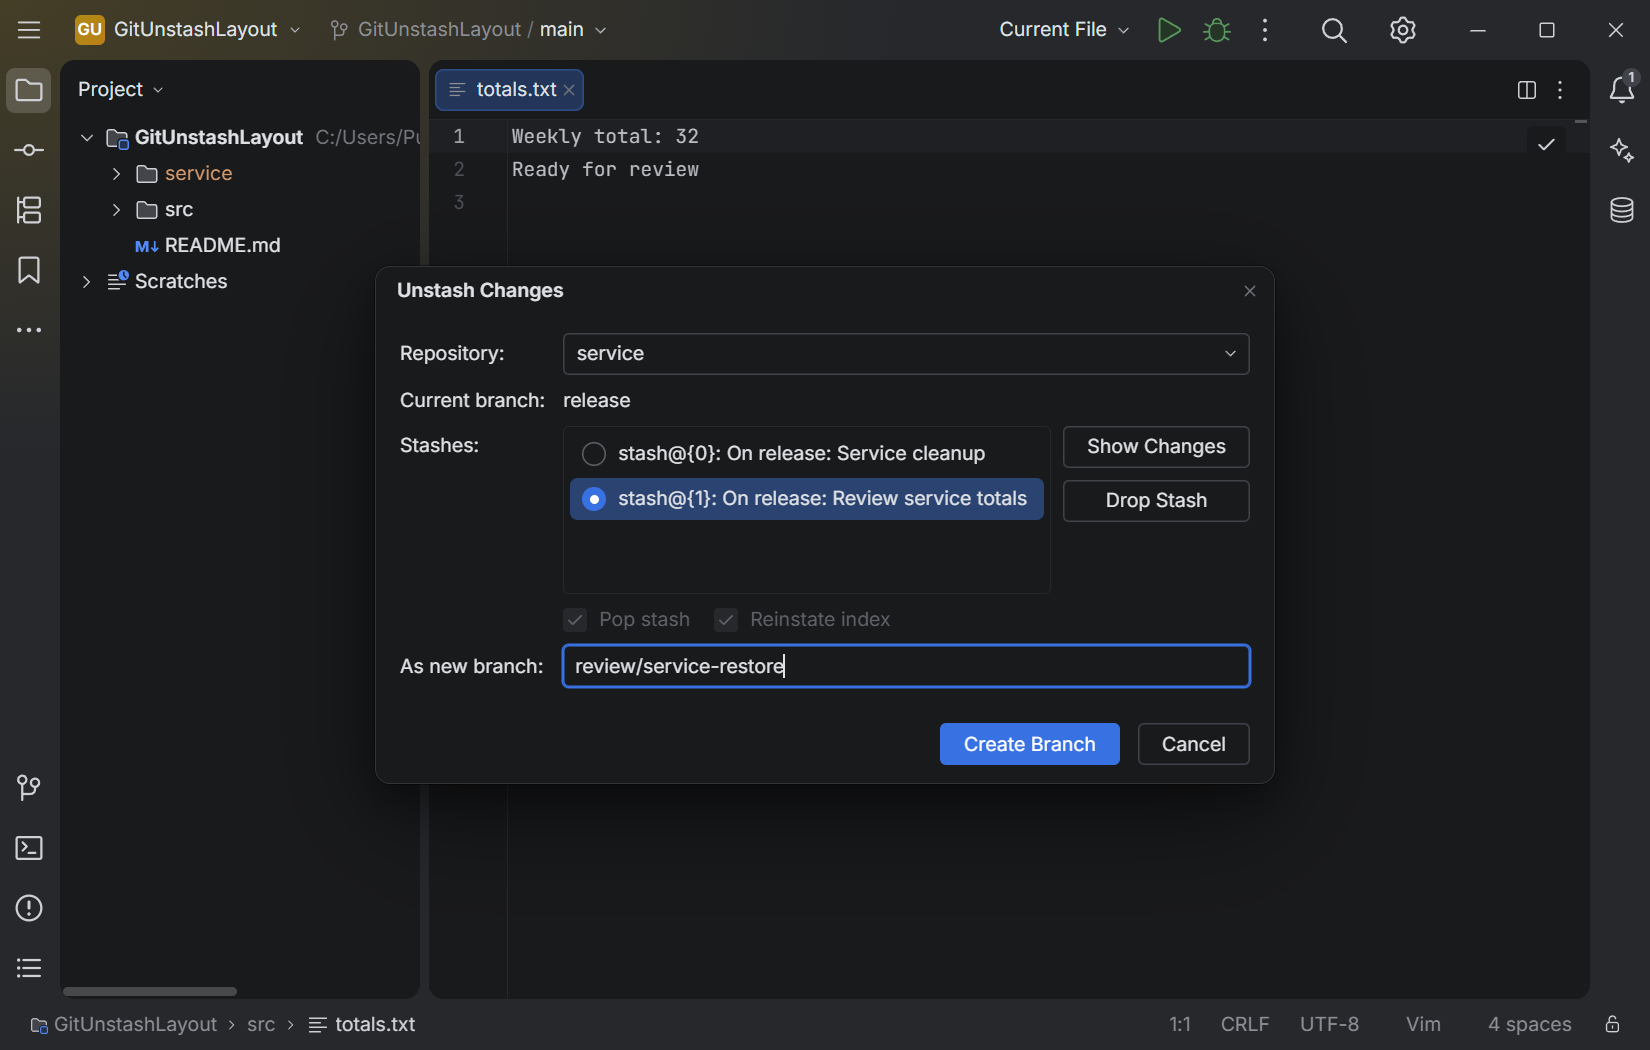 GU GitUnstashLayout GitUnstashLayout / main Current File
Project
totals.txt
1
GitUnstashLayout C:/Users/Pu
service
src
M↓ README.md
Scratches
1 Weekly total: 32
2 Ready for review
3
Unstash Changes
Repository: service
Current branch: release
Stashes:
stash@{0}: On release: Service cleanup
stash@{1}: On release: Review service totals
Show Changes
Drop Stash
Pop stash Reinstate index
As new branch: review/service-restore
Create Branch Cancel
GitUnstashLayout › src › totals.txt 1:1 CRLF UTF-8 Vim 4 spaces